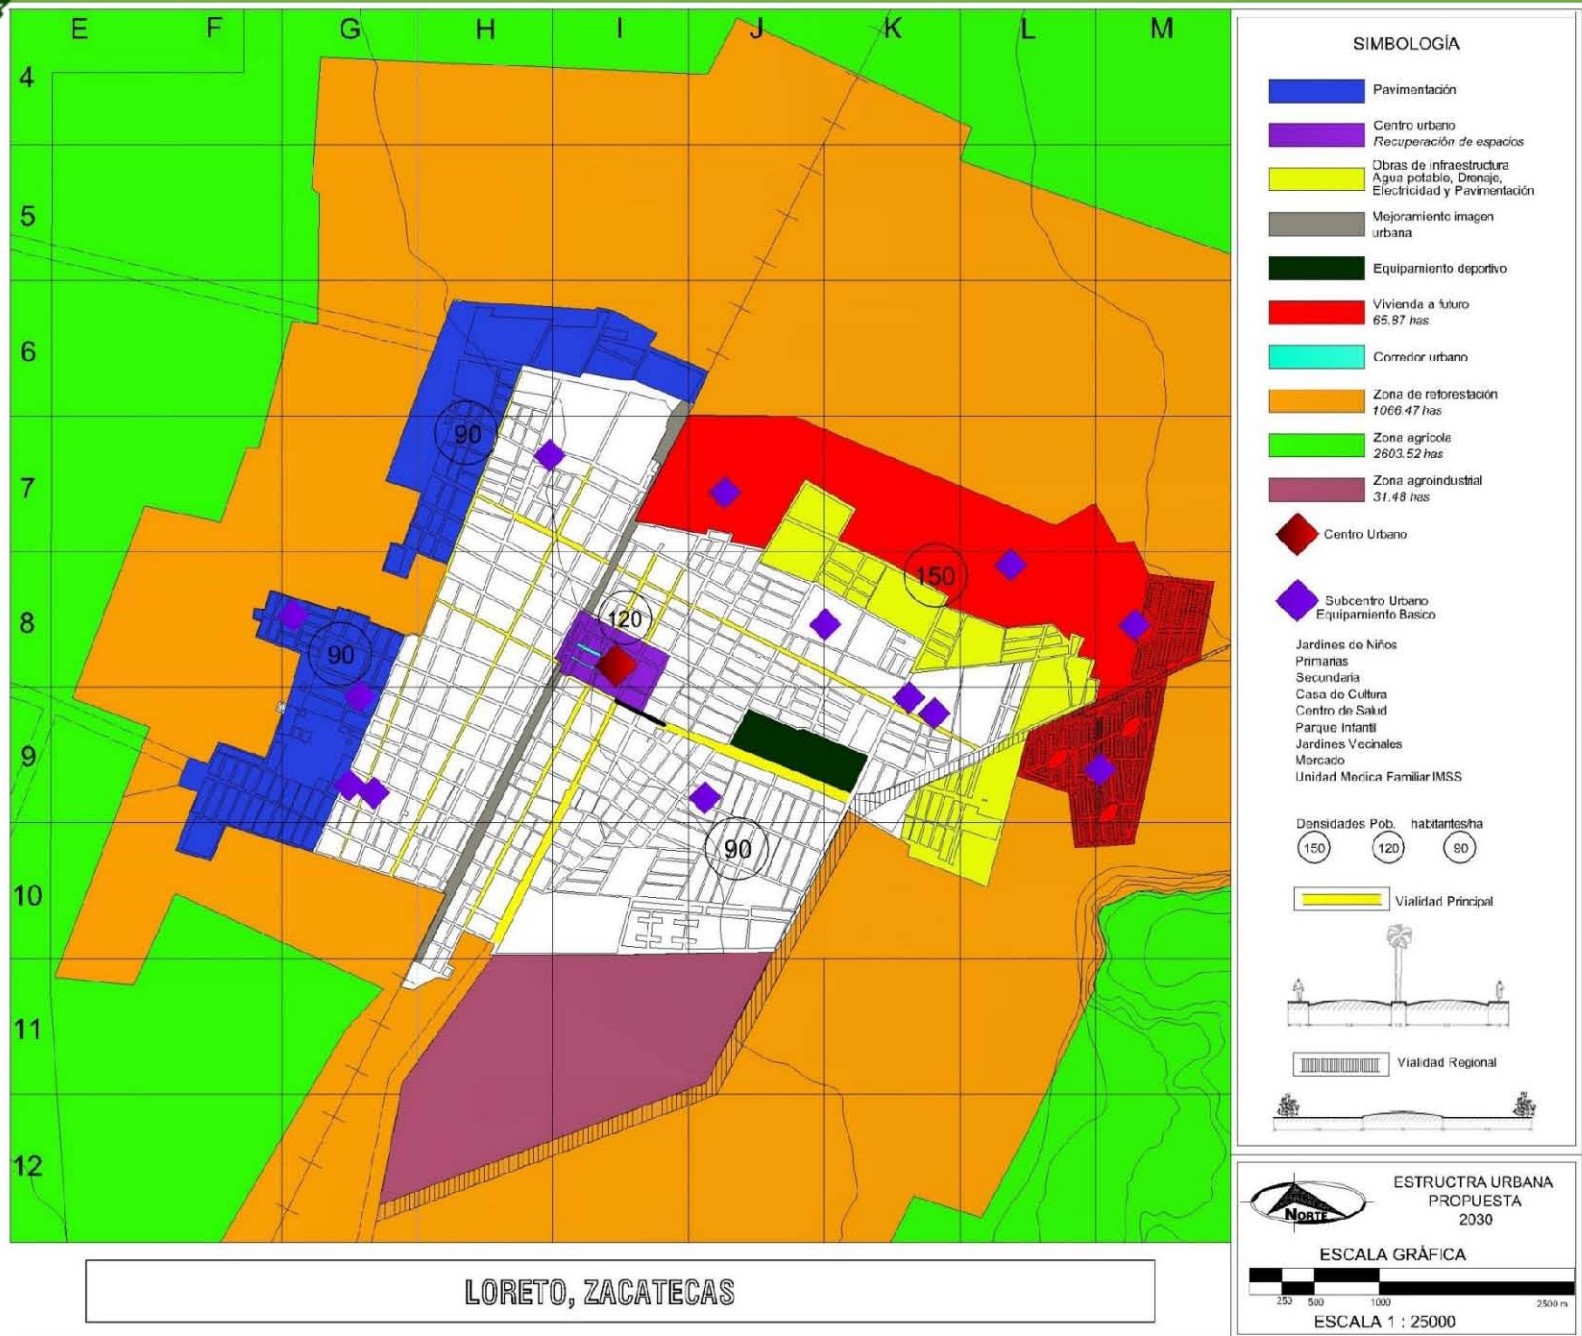 E F G H I J K L M
4
5
6
7
8
9
10
11
12
90
90
120
150
90
SIMBOLOGÍA
Pavimentación
Centro urbano
Recuperación de espacios
Obras de infraestructura
Agua potable, Drenaje,
Electricidad y Pavimentación
Mejoramiento imagen
urbana
Equipamiento deportivo
Vivienda a futuro
65.87 has
Corredor urbano
Zona de reforestación
1066.47 has
Zona agricola
2603.52 has
Zona agroindustrial
31.48 has
Centro Urbano
Subcentro Urbano
Equipamiento Basico
Jardines de Niños
Primarias
Secundaria
Casa de Cultura
Centro de Salud
Parque Infantil
Jardines Vecinales
Mercado
Unidad Medica Familiar IMSS
Densidades Pob. habitantes/ha
150 120 90
Vialidad Principal
Vialidad Regional
NORTE
ESTRUCTRA URBANA
PROPUESTA
2030
ESCALA GRÁFICA
250 500 1000 2500 m
ESCALA 1 : 25000
LORETO, ZACATECAS